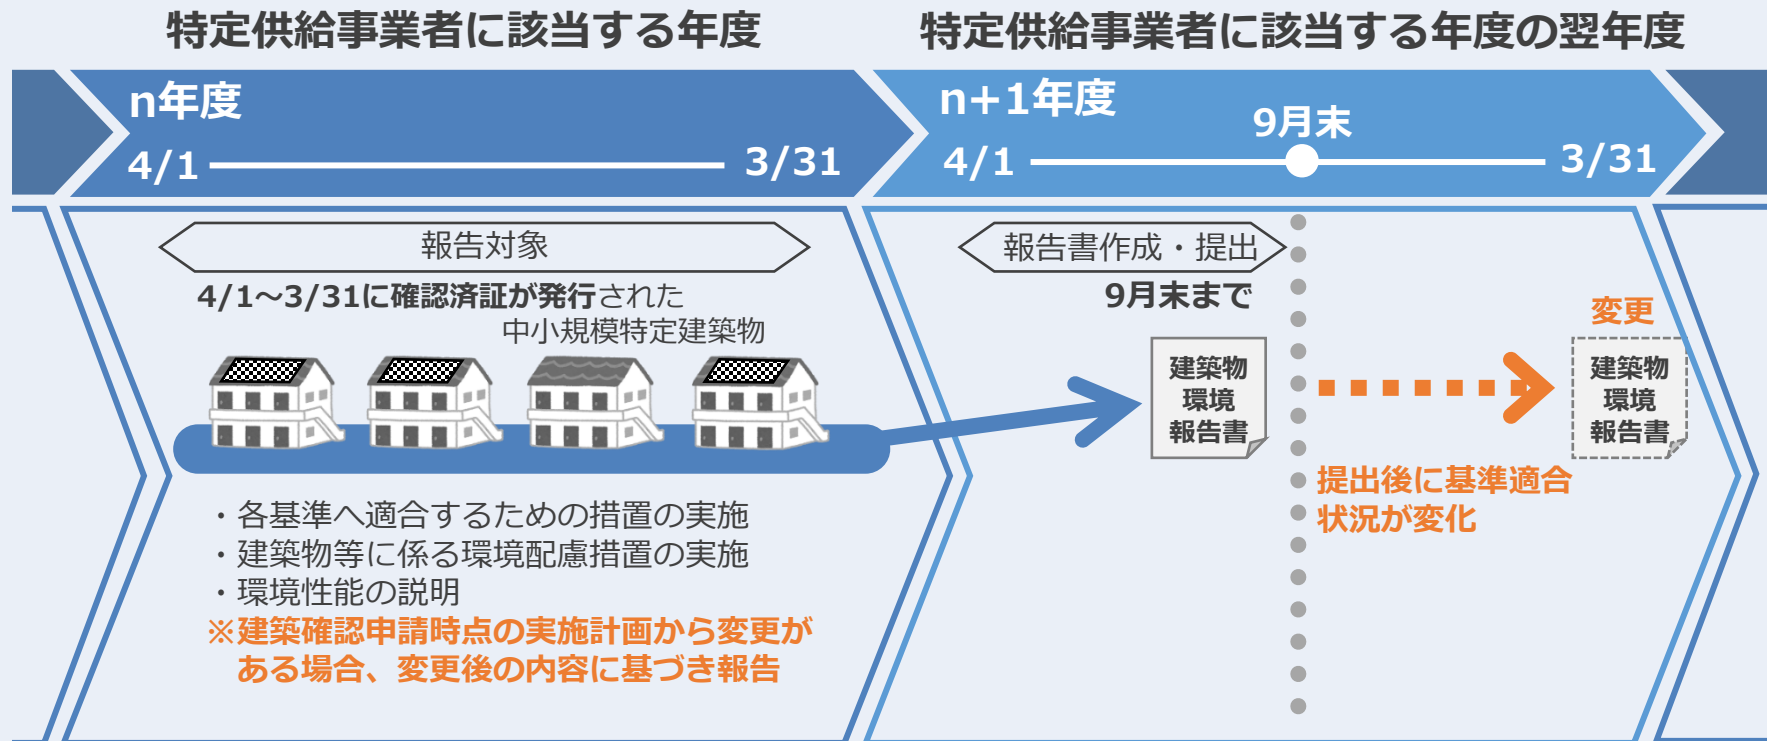 特定供給事業者に該当する年度
特定供給事業者に該当する年度の翌年度
n年度
4/1
3/31
n+1年度
9月末
4/1
3/31
報告対象
4/1～3/31に確認済証が発行された
中小規模特定建築物
・各基準へ適合するための措置の実施
・建築物等に係る環境配慮措置の実施
・環境性能の説明
※建築確認申請時点の実施計画から変更が
ある場合、変更後の内容に基づき報告
報告書作成・提出
9月末まで
建築物
環境
報告書
変更
建築物
環境
報告書
提出後に基準適合
状況が変化